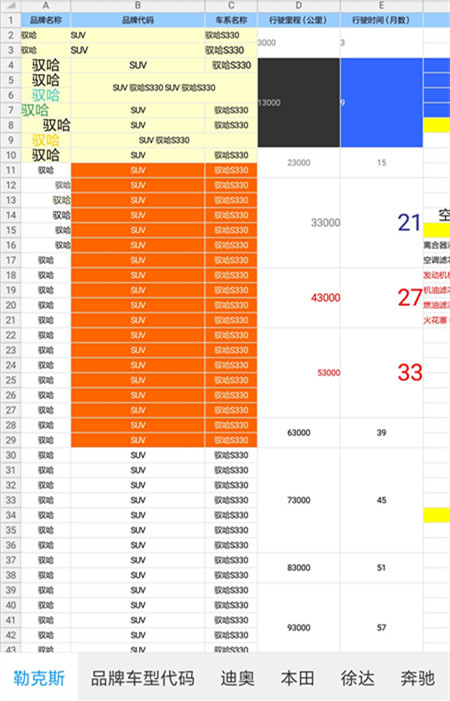 A B C D E
1 品牌名称 品牌代码 车系名称 行驶里程（公里） 行驶时间（月数）
2 驭哈 SUV 驭哈S330 3000 3
3 驭哈 SUV 驭哈S330
4 驭哈 SUV 驭哈S330
5 驭哈 SUV 驭哈S330 SUV 驭哈S330
6 驭哈
7 驭哈 SUV 驭哈S330 13000 9
8 驭哈 SUV 驭哈S330
9 驭哈 SUV 驭哈S330
10 驭哈 SUV 驭哈S330 23000 15
11 驭哈 SUV 驭哈S330
12 驭哈 SUV 驭哈S330
13 驭哈 SUV 驭哈S330
14 驭哈 SUV 驭哈S330 33000 21 空
15 驭哈 SUV 驭哈S330
16 驭哈 SUV 驭哈S330 离合器
17 驭哈 SUV 驭哈S330 空调滤
18 驭哈 SUV 驭哈S330 发动机
19 驭哈 SUV 驭哈S330 43000 27 机油滤
20 驭哈 SUV 驭哈S330 燃油滤
21 驭哈 SUV 驭哈S330 火花塞
22 驭哈 SUV 驭哈S330
23 驭哈 SUV 驭哈S330
24 驭哈 SUV 驭哈S330 53000 33
25 驭哈 SUV 驭哈S330
26 驭哈 SUV 驭哈S330
27 驭哈 SUV 驭哈S330
28 驭哈 SUV 驭哈S330 63000 39
29 驭哈 SUV 驭哈S330
30 驭哈 SUV 驭哈S330
31 驭哈 SUV 驭哈S330
32 驭哈 SUV 驭哈S330
33 驭哈 SUV 驭哈S330 73000 45
34 驭哈 SUV 驭哈S330
35 驭哈 SUV 驭哈S330
36 驭哈 SUV 驭哈S330
37 驭哈 SUV 驭哈S330 83000 51
38 驭哈 SUV 驭哈S330
39 驭哈 SUV 驭哈S330
40 驭哈 SUV 驭哈S330
41 驭哈 SUV 驭哈S330 93000 57
42 驭哈 SUV 驭哈S330
43 驭哈 SUV 驭哈S330
勒克斯 品牌车型代码 迪奥 本田 徐达 奔驰